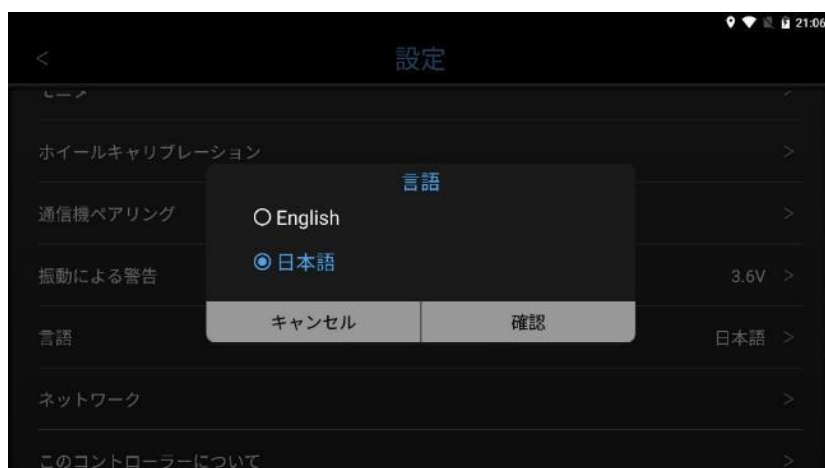 21:06
< 設定
モニタ >
ホイールキャリブレーション >
言語
通信機ペアリング >
English
日本語
振動による警告 3.6V >
キャンセル 確認
言語 日本語 >
ネットワーク >
このコントローラーについて >